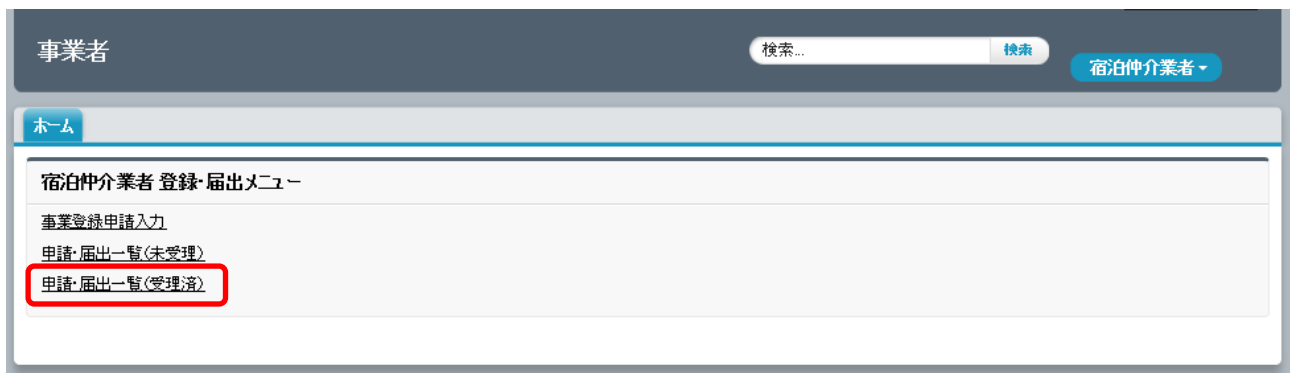 事業者
検索...
検索
宿泊仲介業者
ホーム
宿泊仲介業者 登録・届出メニュー
事業登録申請入力
申請・届出一覧(未受理)
申請・届出一覧(受理済)